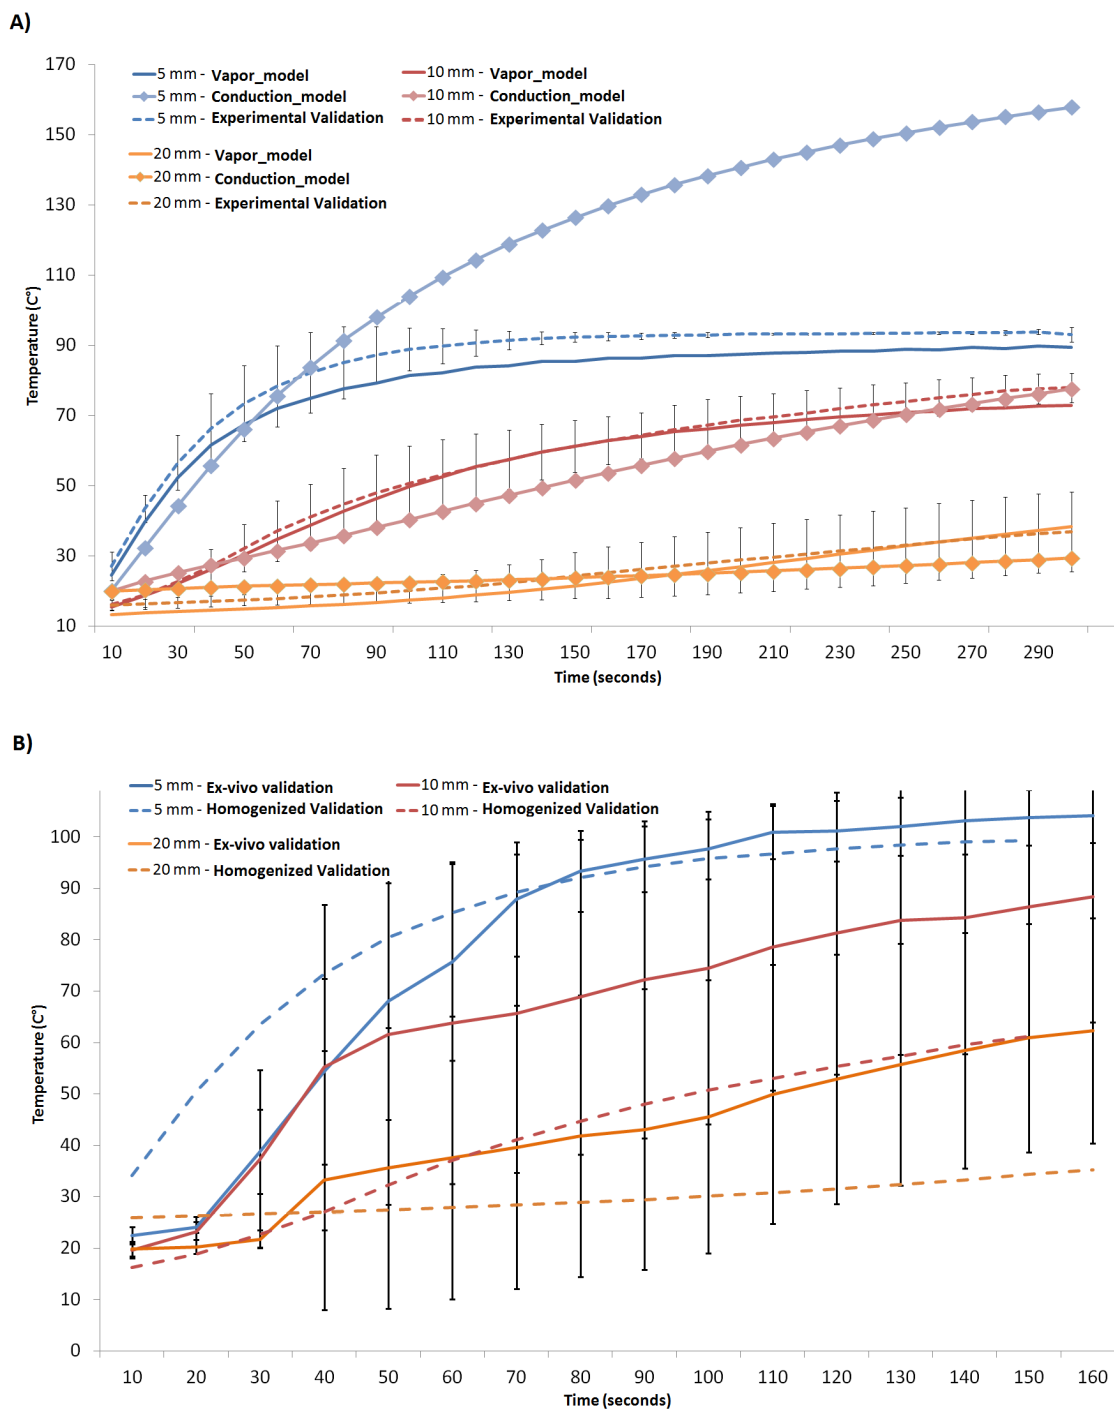 A)
170
150
130
110
90
70
50
30
10
Temperature (C°)
5 mm - Vapor_model
5 mm - Conduction_model
5 mm - Experimental Validation
10 mm - Vapor_model
10 mm - Conduction_model
10 mm - Experimental Validation
20 mm - Vapor_model
20 mm - Conduction_model
20 mm - Experimental Validation
10 30 50 70 90 110 130 150 170 190 210 230 250 270 290
Time (seconds)
B)
5 mm - Ex-vivo validation
5 mm - Homogenized Validation
10 mm - Ex-vivo validation
10 mm - Homogenized Validation
20 mm - Ex-vivo validation
20 mm - Homogenized Validation
100
90
80
70
60
50
40
30
20
10
0
Temperature (C°)
10 20 30 40 50 60 70 80 90 100 110 120 130 140 150 160
Time (seconds)